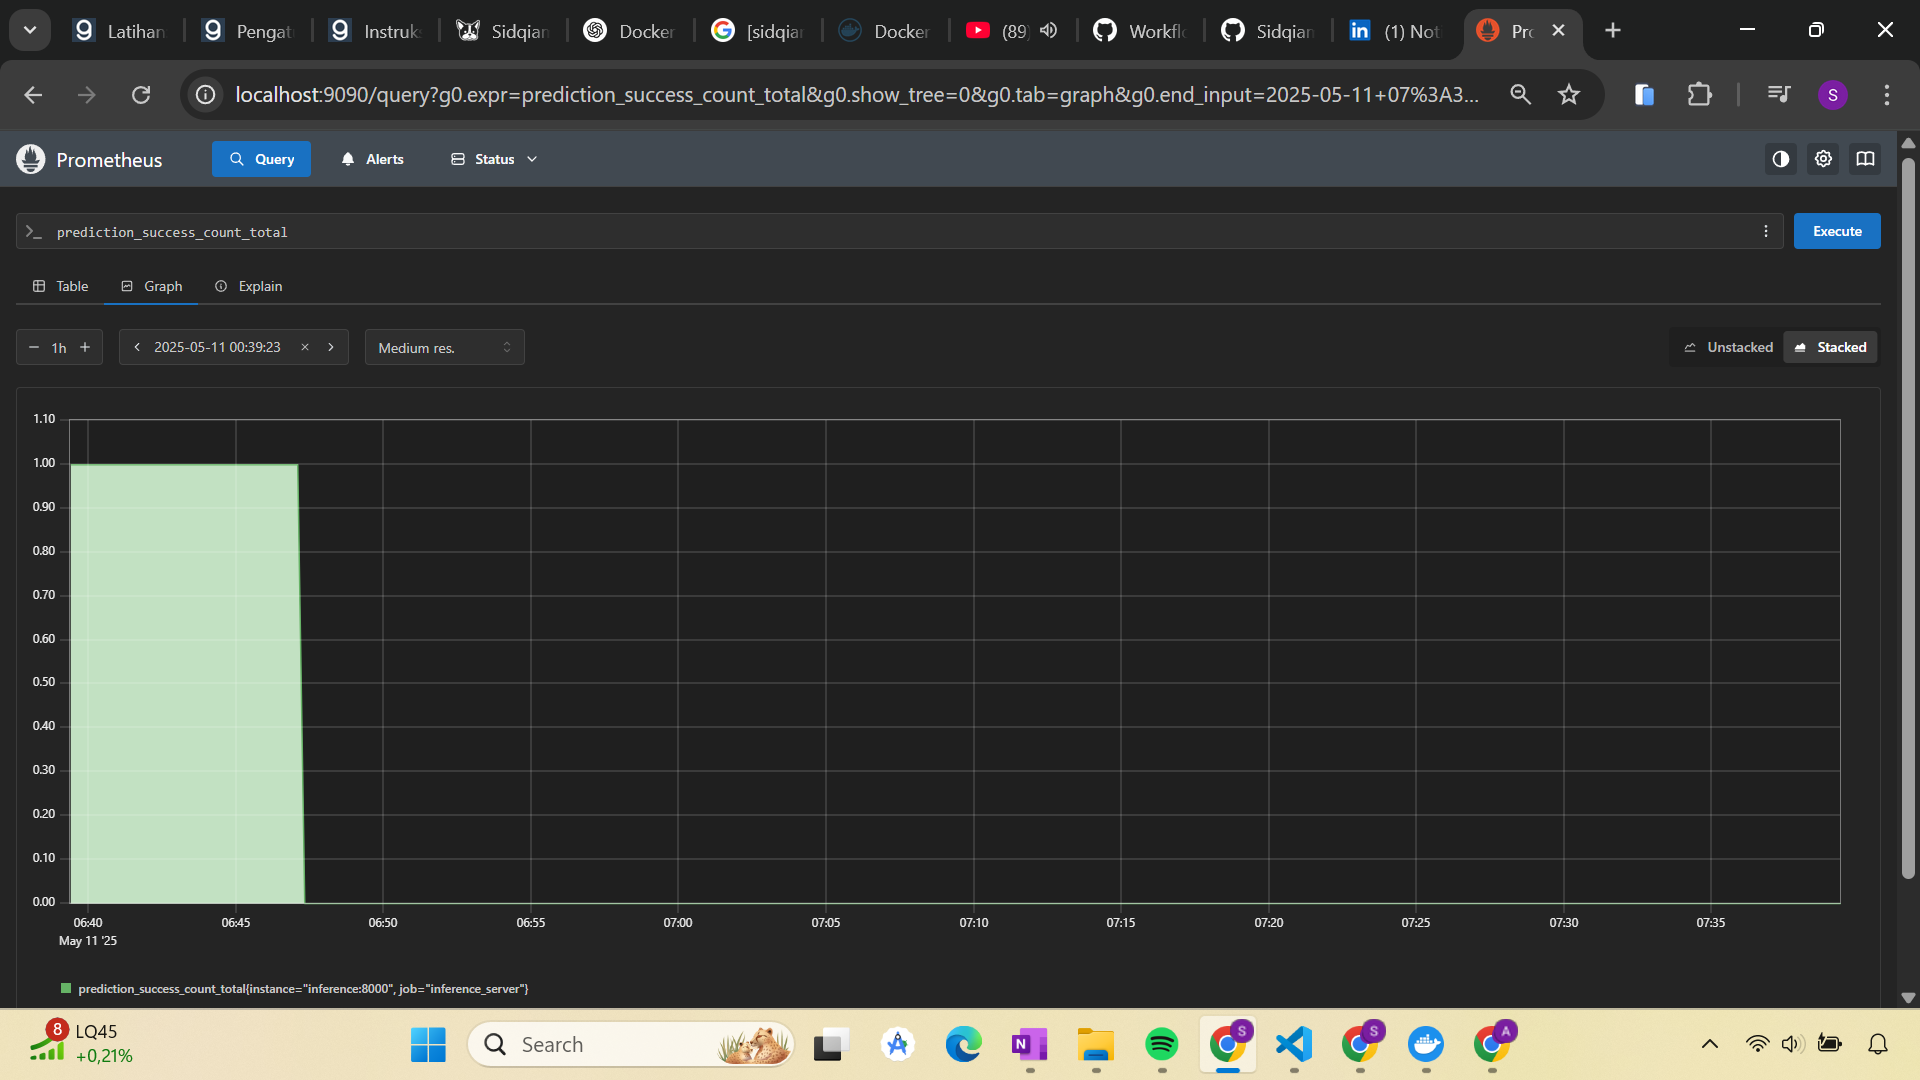 Latihan
Pengat
Instruk
Sidqian
Docker
[sidqian
Docker
(89)
Workflo
Sidqian
(1) Not
Pro
localhost:9090/query?g0.expr=prediction_success_count_total&g0.show_tree=0&g0.tab=graph&g0.end_input=2025-05-11+07%3A3...
S
Prometheus
Query
Alerts
Status
>_ prediction_success_count_total
Execute
Table
Graph
Explain
− 1h +
2025-05-11 00:39:23
Medium res.
Unstacked
Stacked
1.10
1.00
0.90
0.80
0.70
0.60
0.50
0.40
0.30
0.20
0.10
0.00
06:40 06:45 06:50 06:55 07:00 07:05 07:10 07:15 07:20 07:25 07:30 07:35
May 11 '25
prediction_success_count_total{instance="inference:8000", job="inference_server"}
8
LQ45
+0,21%
Search
N
S
S
A